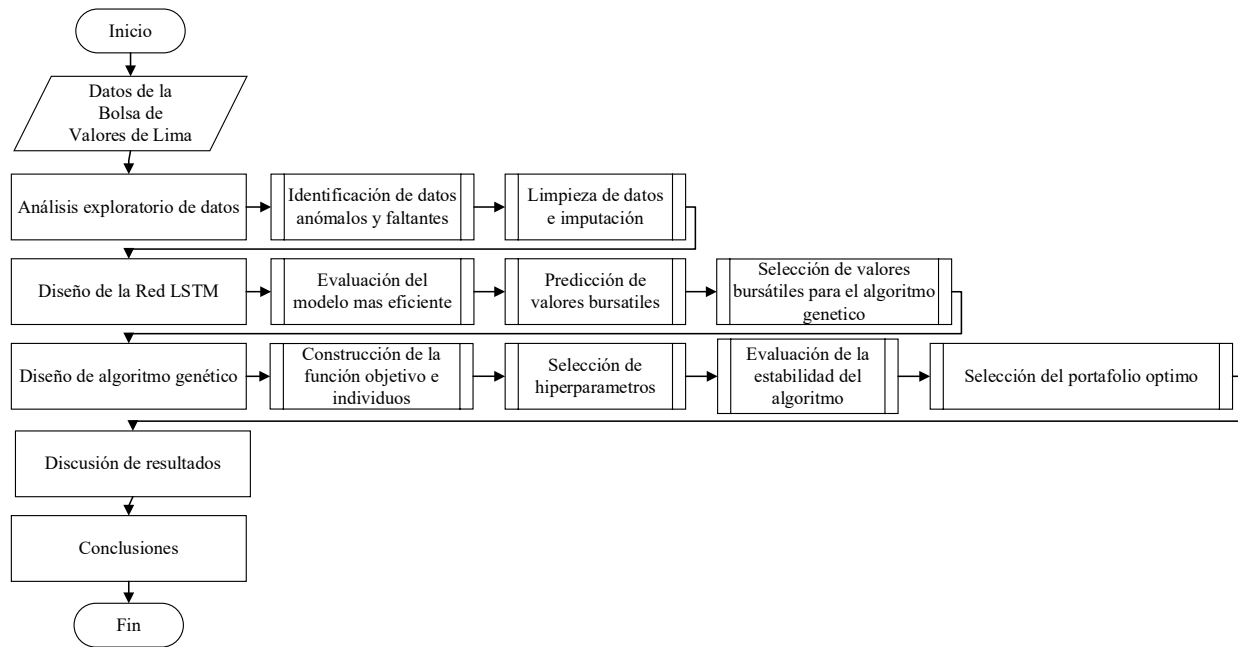 Inicio
Datos de la
Bolsa de
Valores de Lima
Análisis exploratorio de datos
Identificación de datos
anómalos y faltantes
Limpieza de datos
e imputación
Diseño de la Red LSTM
Evaluación del
modelo mas eficiente
Predicción de
valores bursatiles
Selección de valores
bursátiles para el algoritmo
genetico
Diseño de algoritmo genético
Construcción de la
función objetivo e
individuos
Selección de
hiperparametros
Evaluación de la
estabilidad del
algoritmo
Selección del portafolio optimo
Discusión de resultados
Conclusiones
Fin